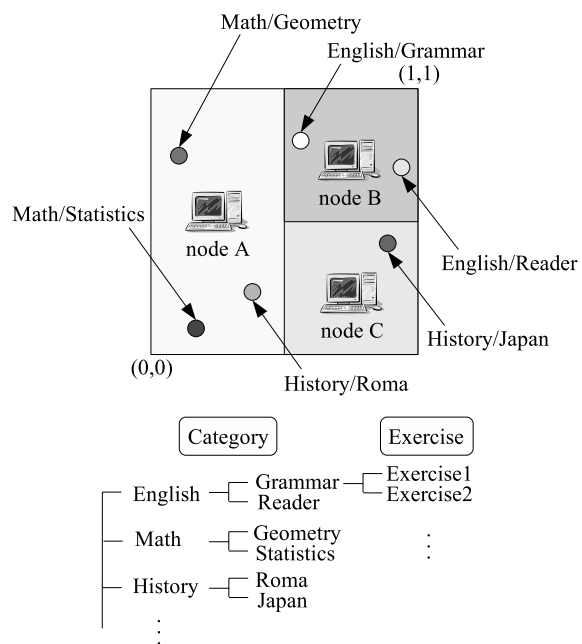 Math/Geometry
English/Grammar
(1,1)
node B
Math/Statistics
node A
English/Reader
node C
History/Japan
(0,0)
History/Roma
Category Exercise
English Grammar Exercise1
Reader Exercise2
Math Geometry
Statistics
History Roma
Japan